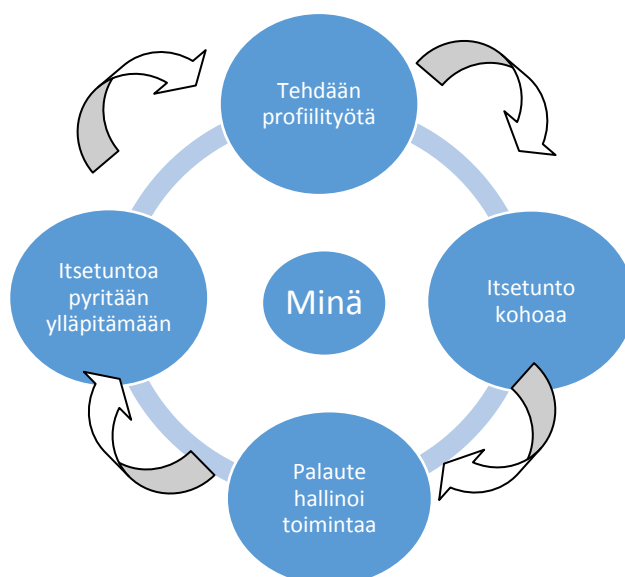 Tehdään
profiilityötä
Itsetunto
kohoaa
Palaute
hallinoi
toimintaa
Itsetuntoa
pyritään
ylläpitämään
Minä